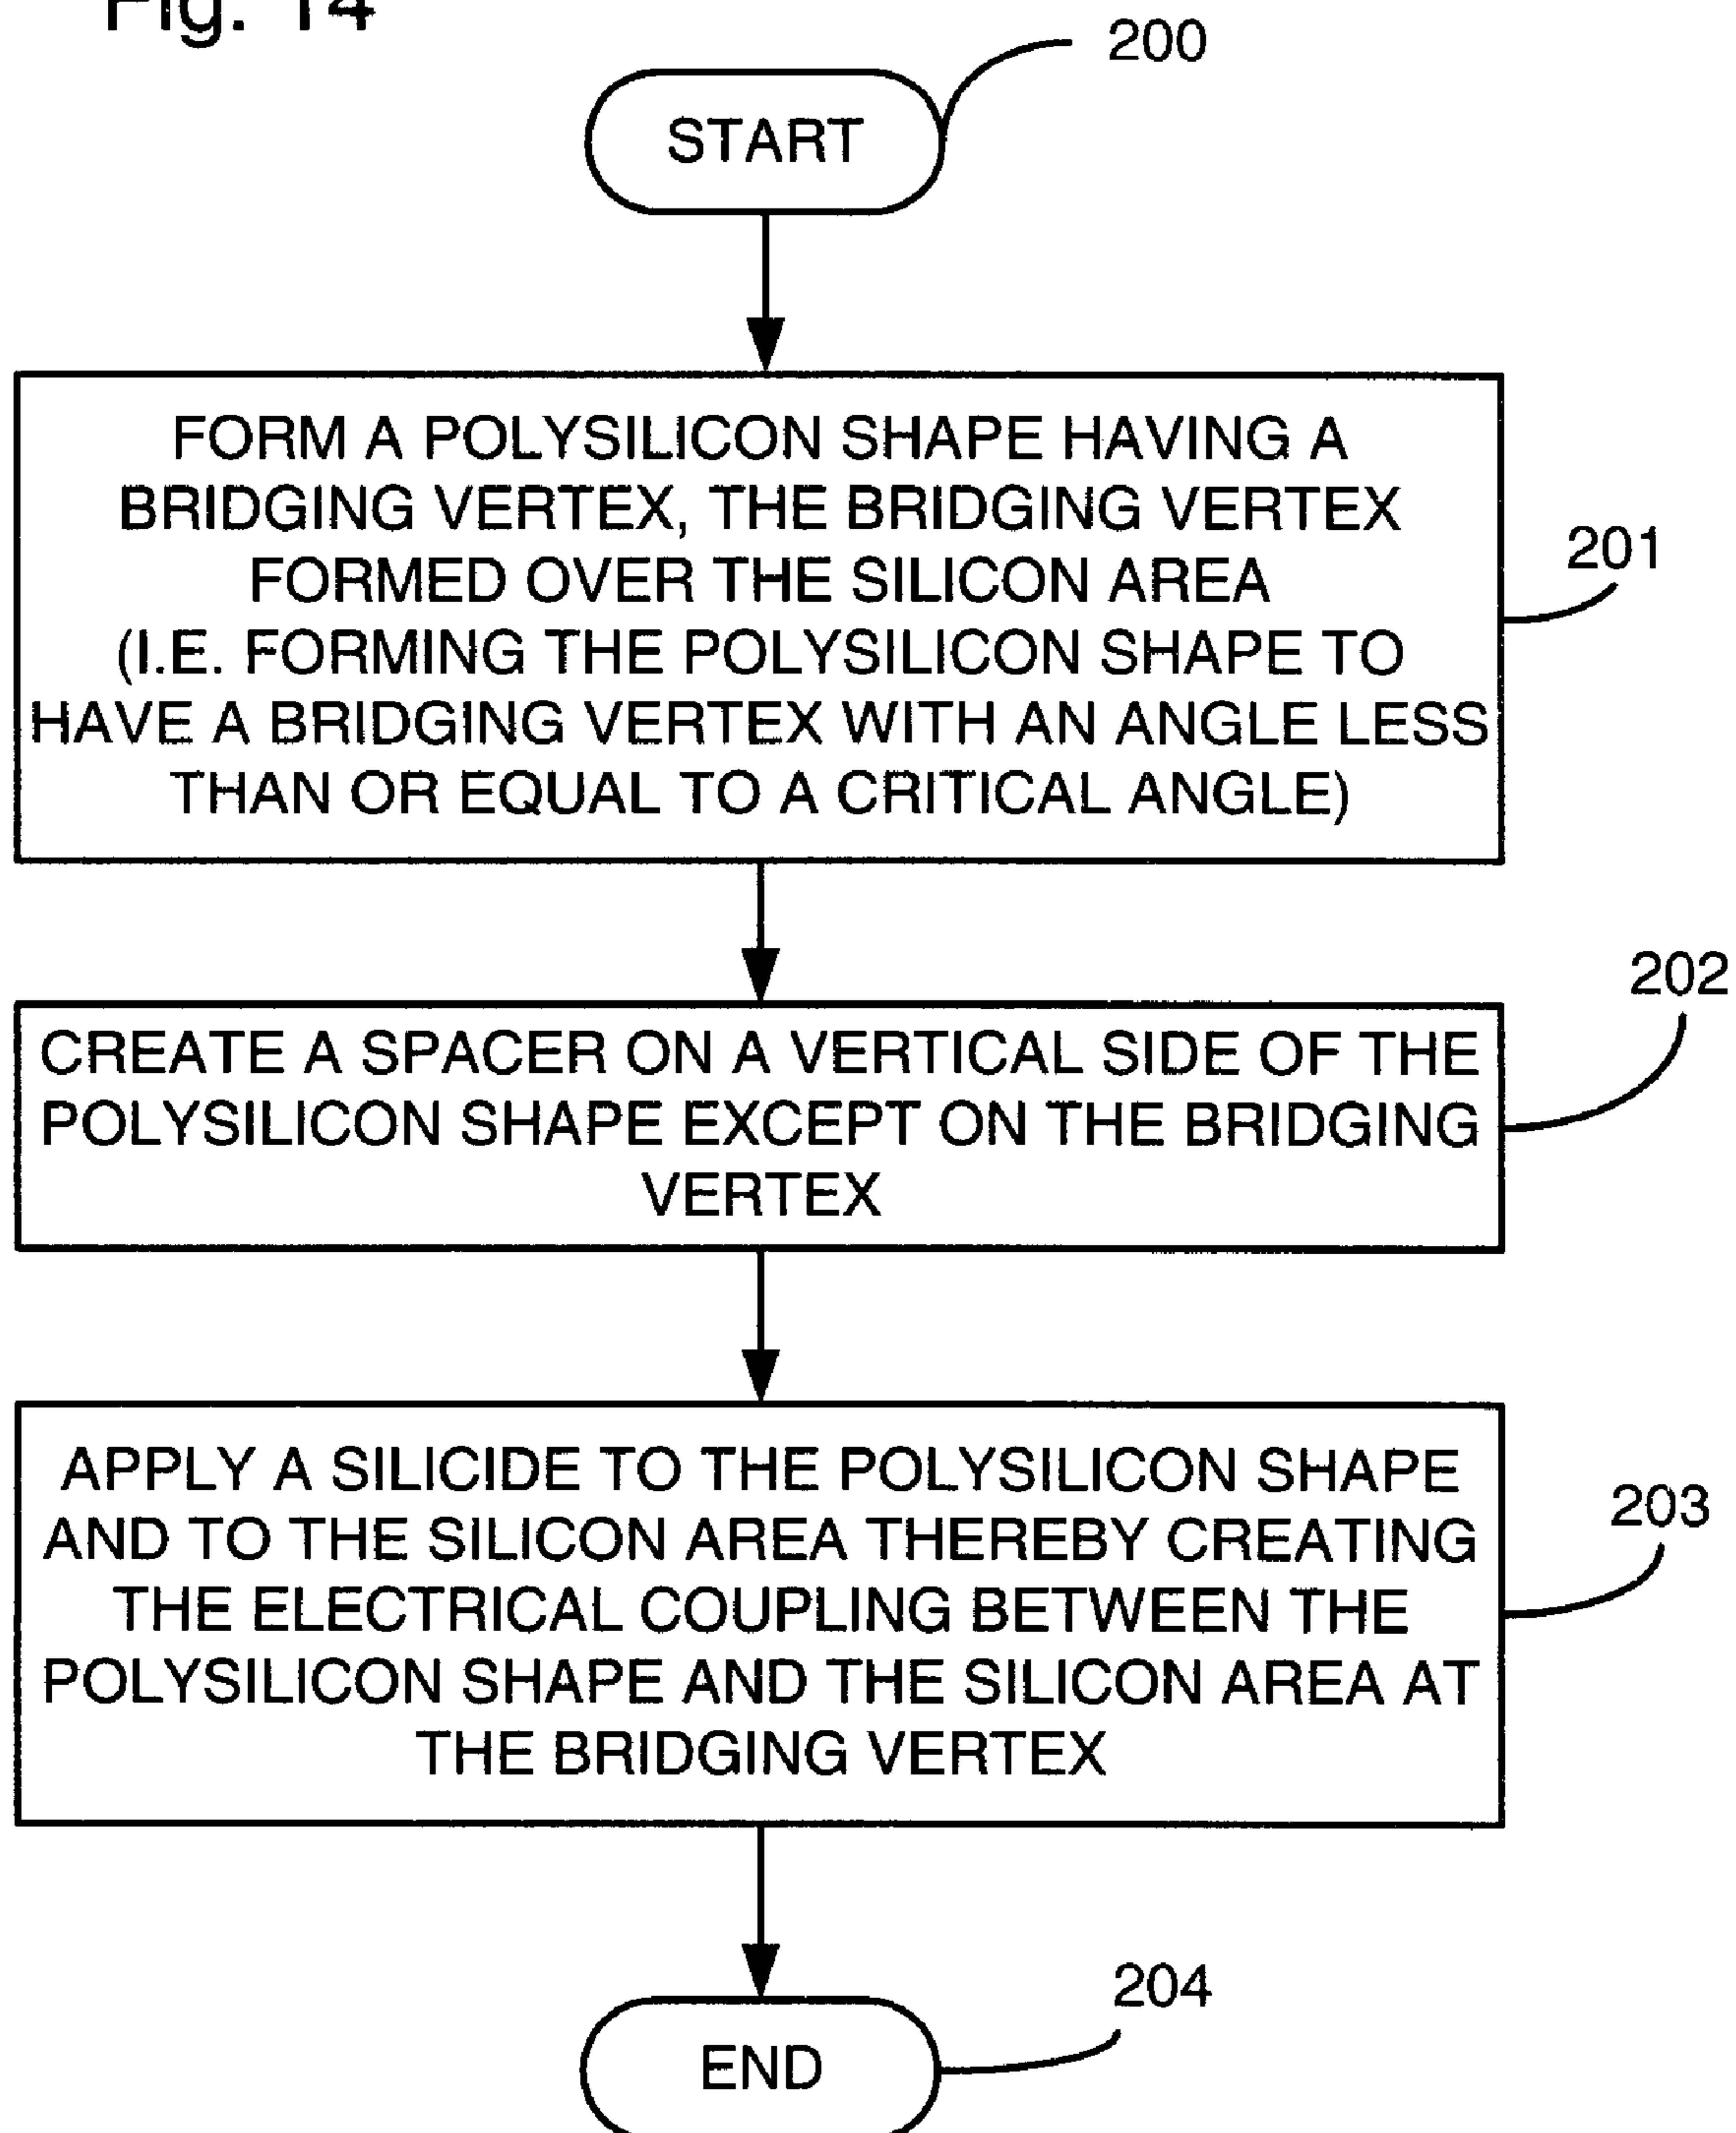 Fig. 14
200
START
FORM A POLYSILICON SHAPE HAVING A
BRIDGING VERTEX, THE BRIDGING VERTEX
FORMED OVER THE SILICON AREA
(I.E. FORMING THE POLYSILICON SHAPE TO
HAVE A BRIDGING VERTEX WITH AN ANGLE LESS
THAN OR EQUAL TO A CRITICAL ANGLE)
201
202
CREATE A SPACER ON A VERTICAL SIDE OF THE
POLYSILICON SHAPE EXCEPT ON THE BRIDGING
VERTEX
APPLY A SILICIDE TO THE POLYSILICON SHAPE
AND TO THE SILICON AREA THEREBY CREATING
THE ELECTRICAL COUPLING BETWEEN THE
POLYSILICON SHAPE AND THE SILICON AREA AT
THE BRIDGING VERTEX
203
204
END